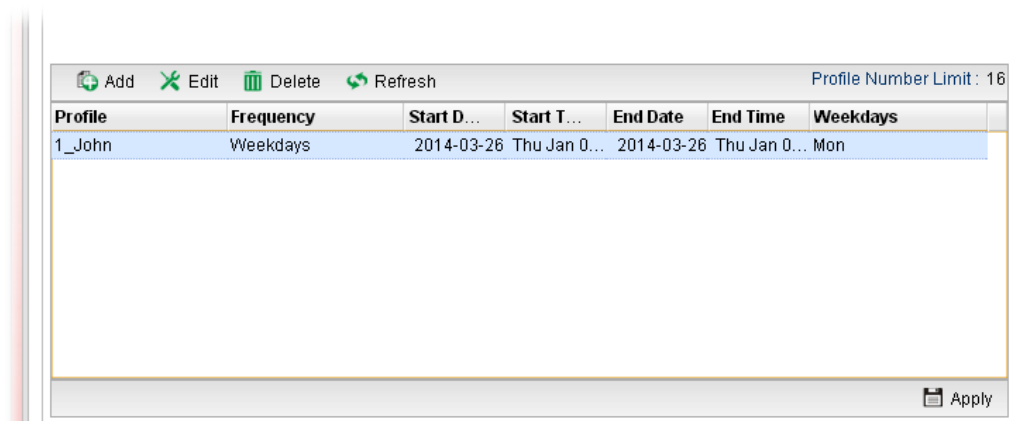 Add Edit Delete Refresh Profile Number Limit : 16
Profile Frequency Start D... Start T... End Date End Time Weekdays
1_John Weekdays 2014-03-26 Thu Jan 0... 2014-03-26 Thu Jan 0... Mon
Apply